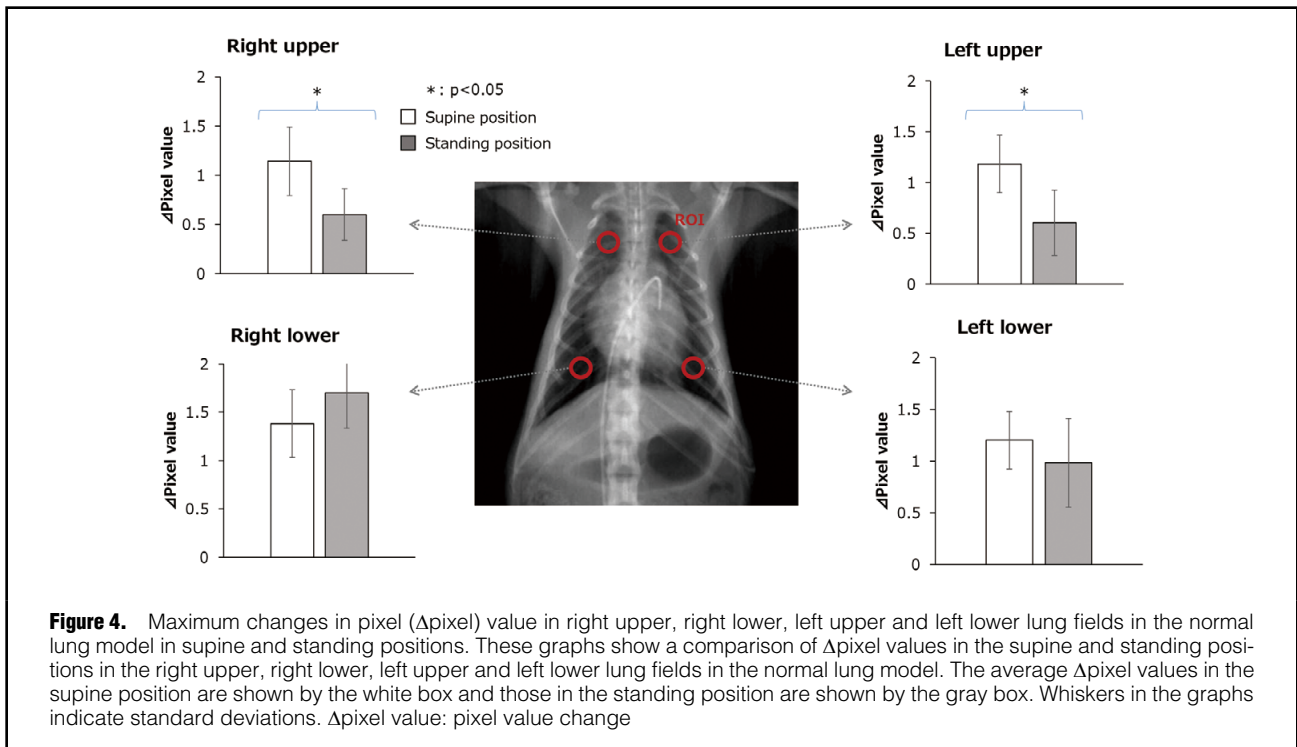 Right upper
2
1.5
1
0.5
0
⊿Pixel value
*
*: p<0.05
Supine position
Standing position
Left upper
2
1.5
1
0.5
0
⊿Pixel value
*
ROI
Right lower
2
1.5
1
0.5
0
⊿Pixel value
Left lower
2
1.5
1
0.5
0
⊿Pixel value
Figure 4. Maximum changes in pixel (Δpixel) value in right upper, right lower, left upper and left lower lung fields in the normal
lung model in supine and standing positions. These graphs show a comparison of Δpixel values in the supine and standing posi-
tions in the right upper, right lower, left upper and left lower lung fields in the normal lung model. The average Δpixel values in the
supine position are shown by the white box and those in the standing position are shown by the gray box. Whiskers in the graphs
indicate standard deviations. Δpixel value: pixel value change